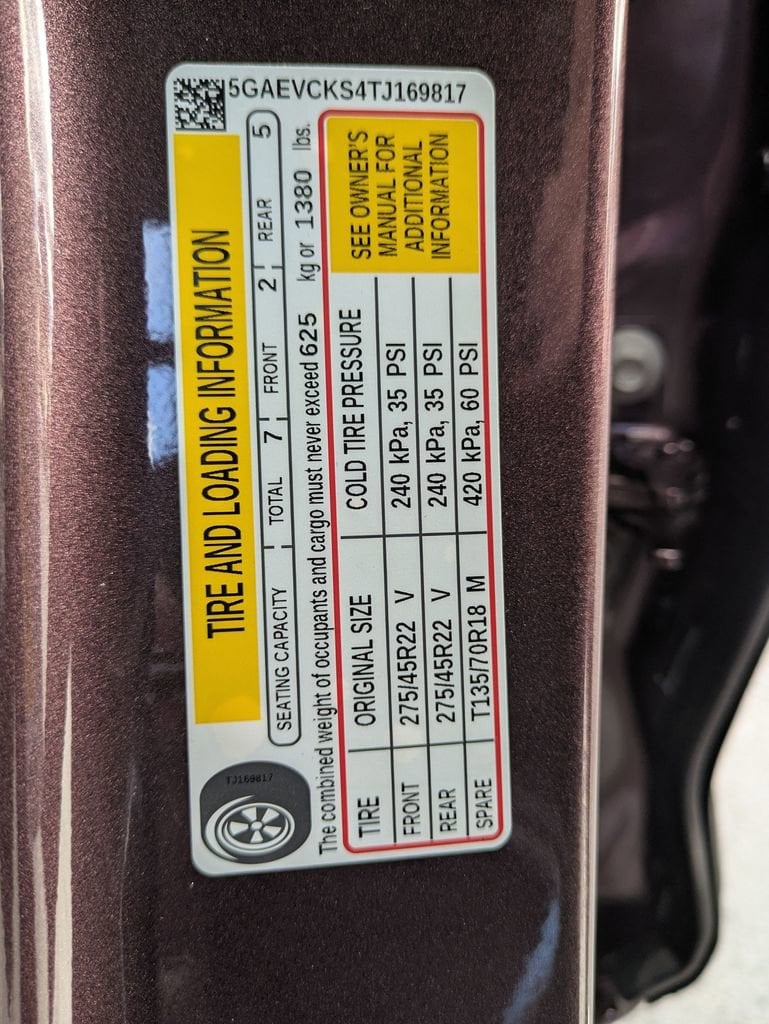 5GAEVCKS4TJ169817
TIRE AND LOADING INFORMATION
SEATING CAPACITY TOTAL 7 FRONT 2 REAR 5
The combined weight of occupants and cargo must never exceed 625 kg or 1380 lbs.
TIRE ORIGINAL SIZE COLD TIRE PRESSURE
FRONT 275/45R22 V 240 kPa, 35 PSI
REAR 275/45R22 V 240 kPa, 35 PSI
SPARE T135/70R18 M 420 kPa, 60 PSI
SEE OWNER'S
MANUAL FOR
ADDITIONAL
INFORMATION
TJ169817